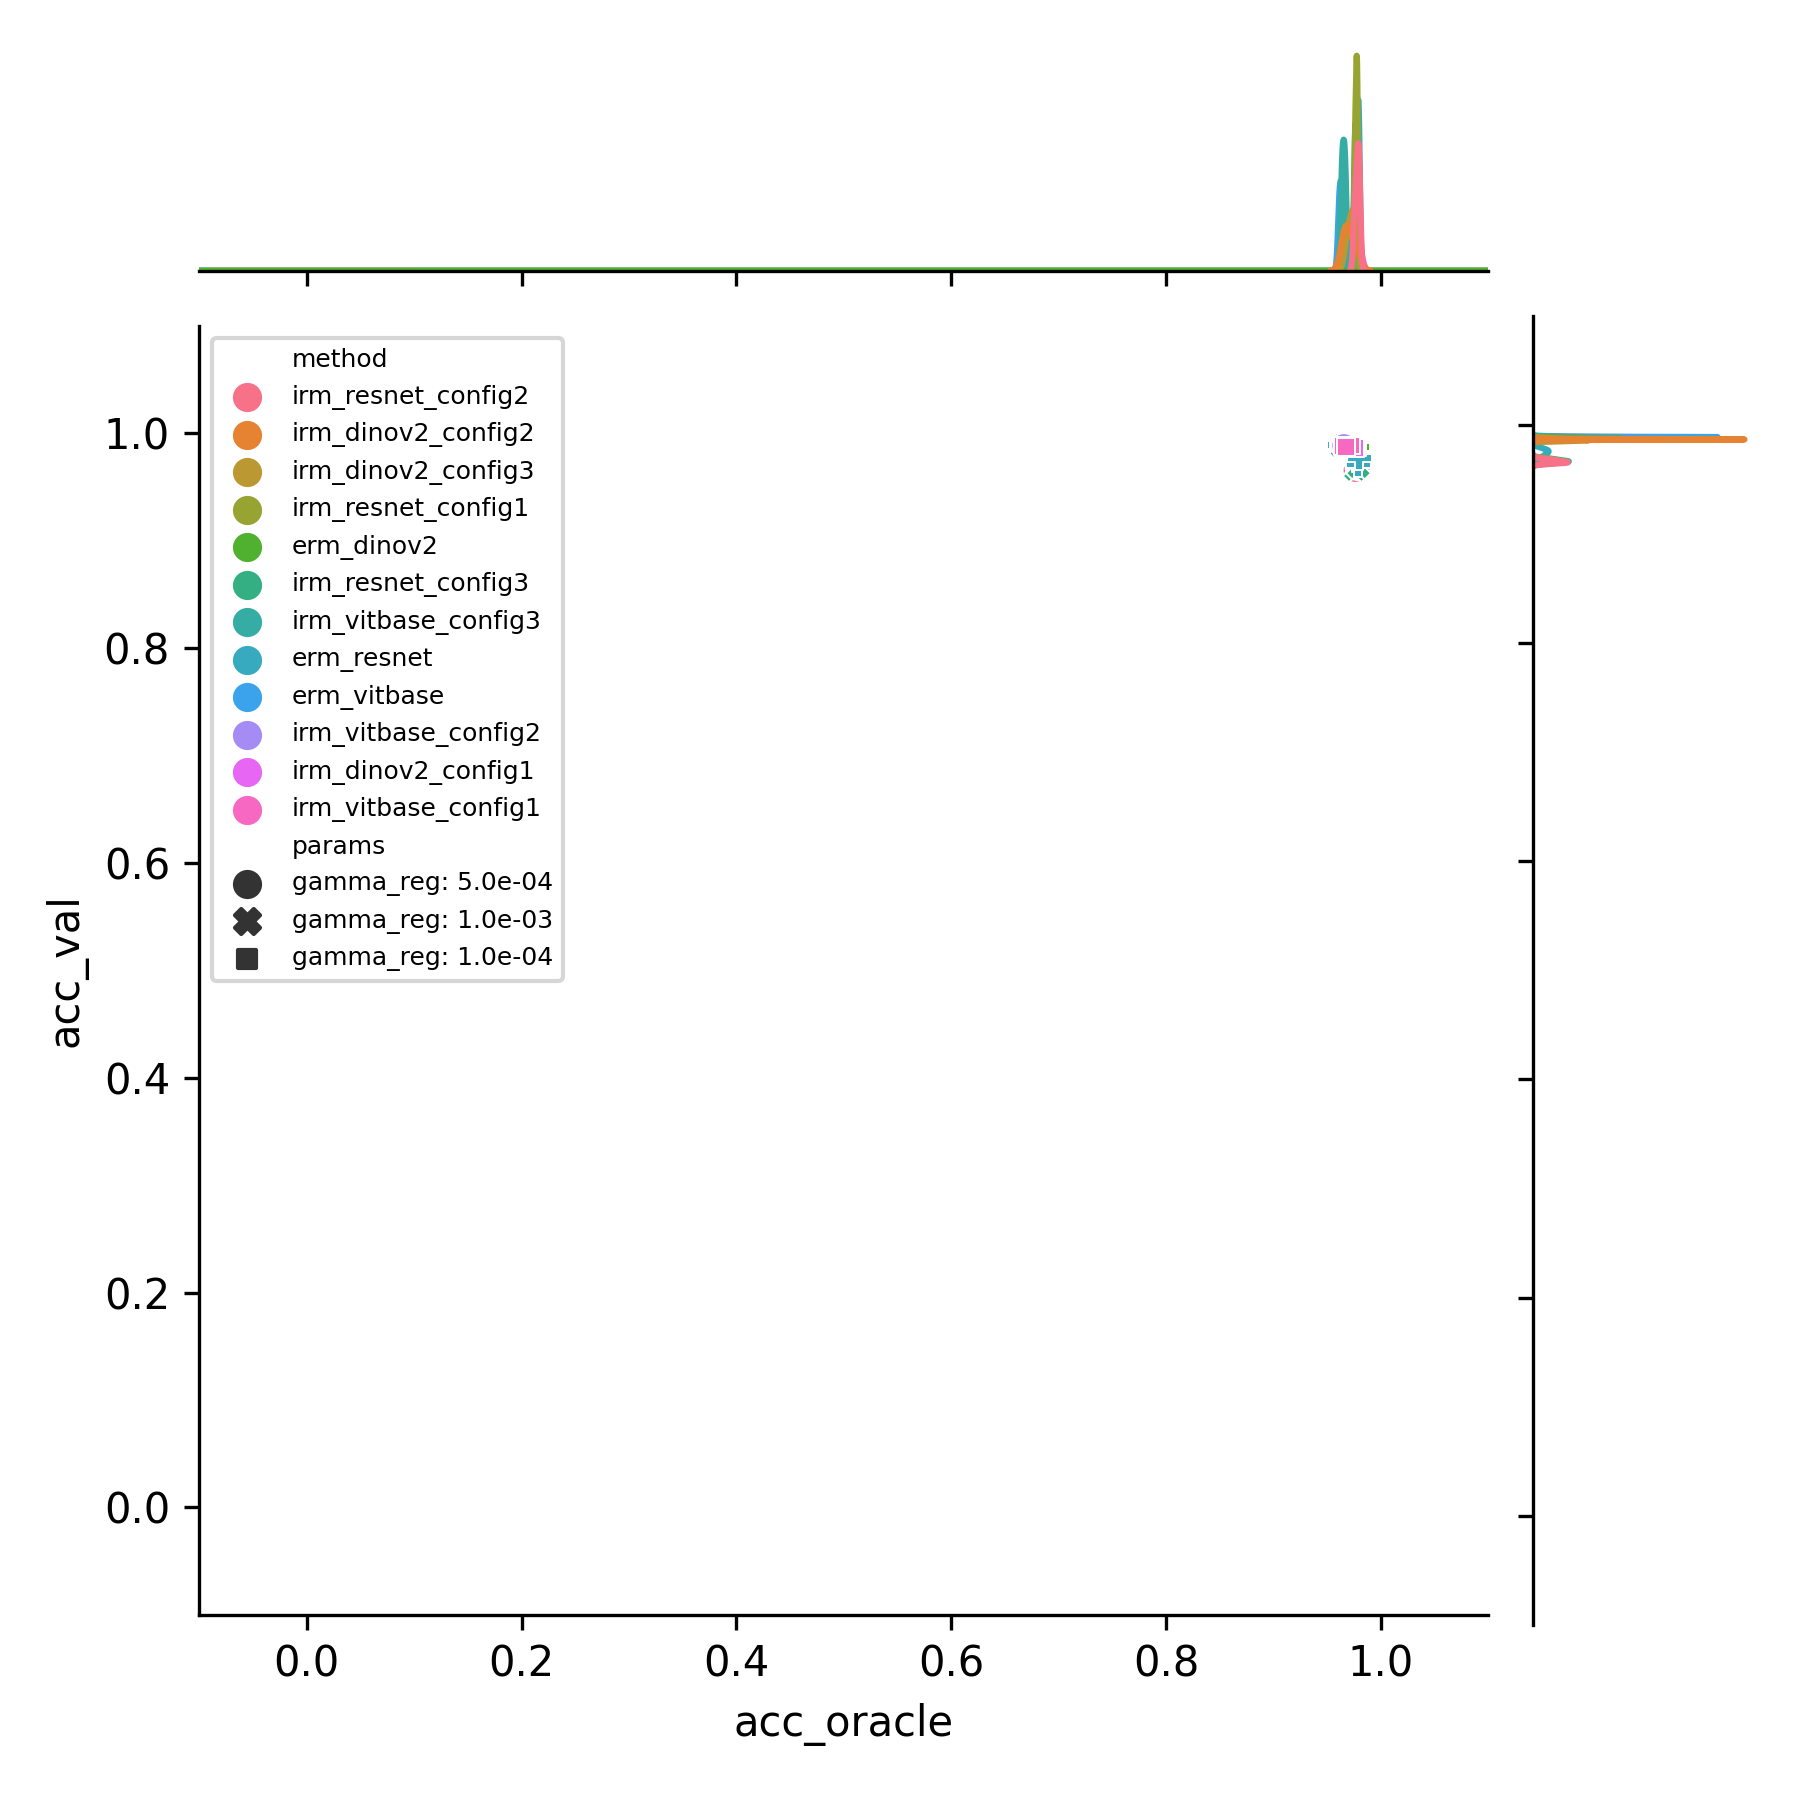 method
irm_resnet_config2
irm_dinov2_config2
irm_dinov2_config3
irm_resnet_config1
erm_dinov2
irm_resnet_config3
irm_vitbase_config3
erm_resnet
erm_vitbase
irm_vitbase_config2
irm_dinov2_config1
irm_vitbase_config1
params
gamma_reg: 5.0e-04
gamma_reg: 1.0e-03
gamma_reg: 1.0e-04
1.0
0.8
0.6
0.4
0.2
0.0
acc_val
0.0 0.2 0.4 0.6 0.8 1.0
acc_oracle